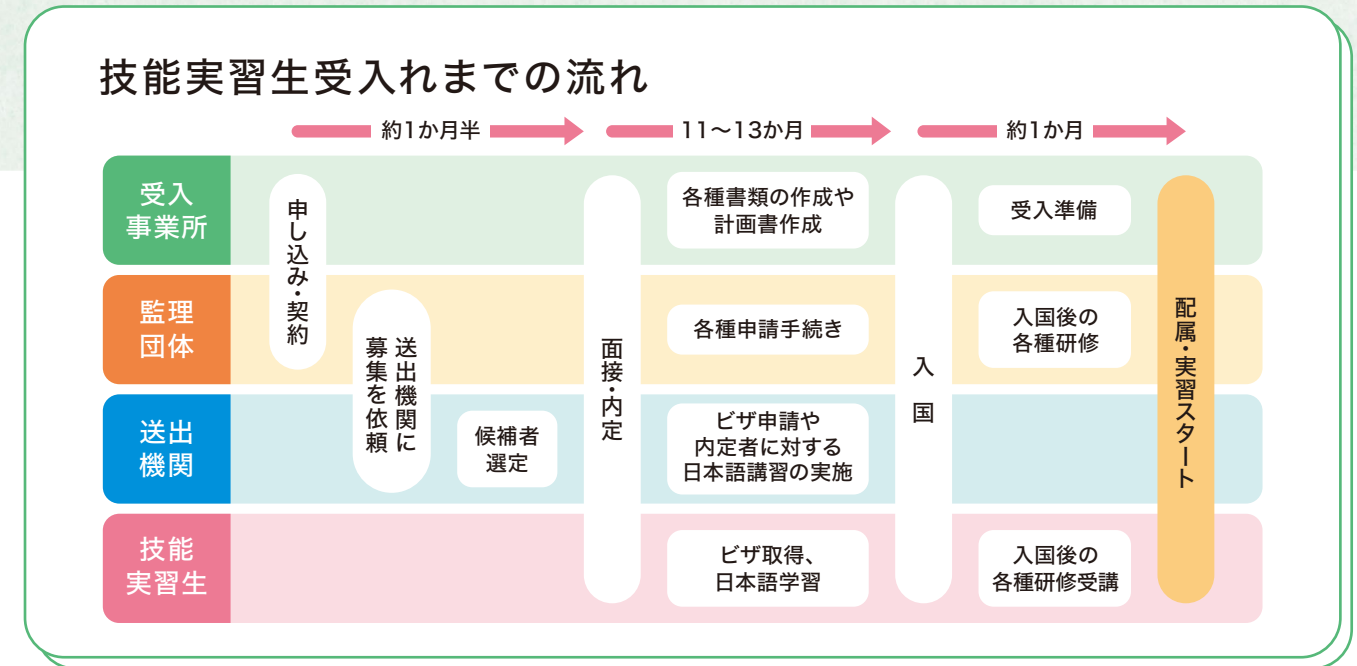 技能実習生受入れまでの流れ
約1か月半
11～13か月
約1か月
受入
事業所
監理
団体
送出
機関
技能
実習生
申し込み・契約
送出機関に
募集を依頼
候補者
選定
面接・内定
各種書類の作成や
計画書作成
各種申請手続き
ビザ申請や
内定者に対する
日本語講習の実施
ビザ取得、
日本語学習
入国
受入準備
入国後の
各種研修
入国後の
各種研修受講
配属・実習スタート